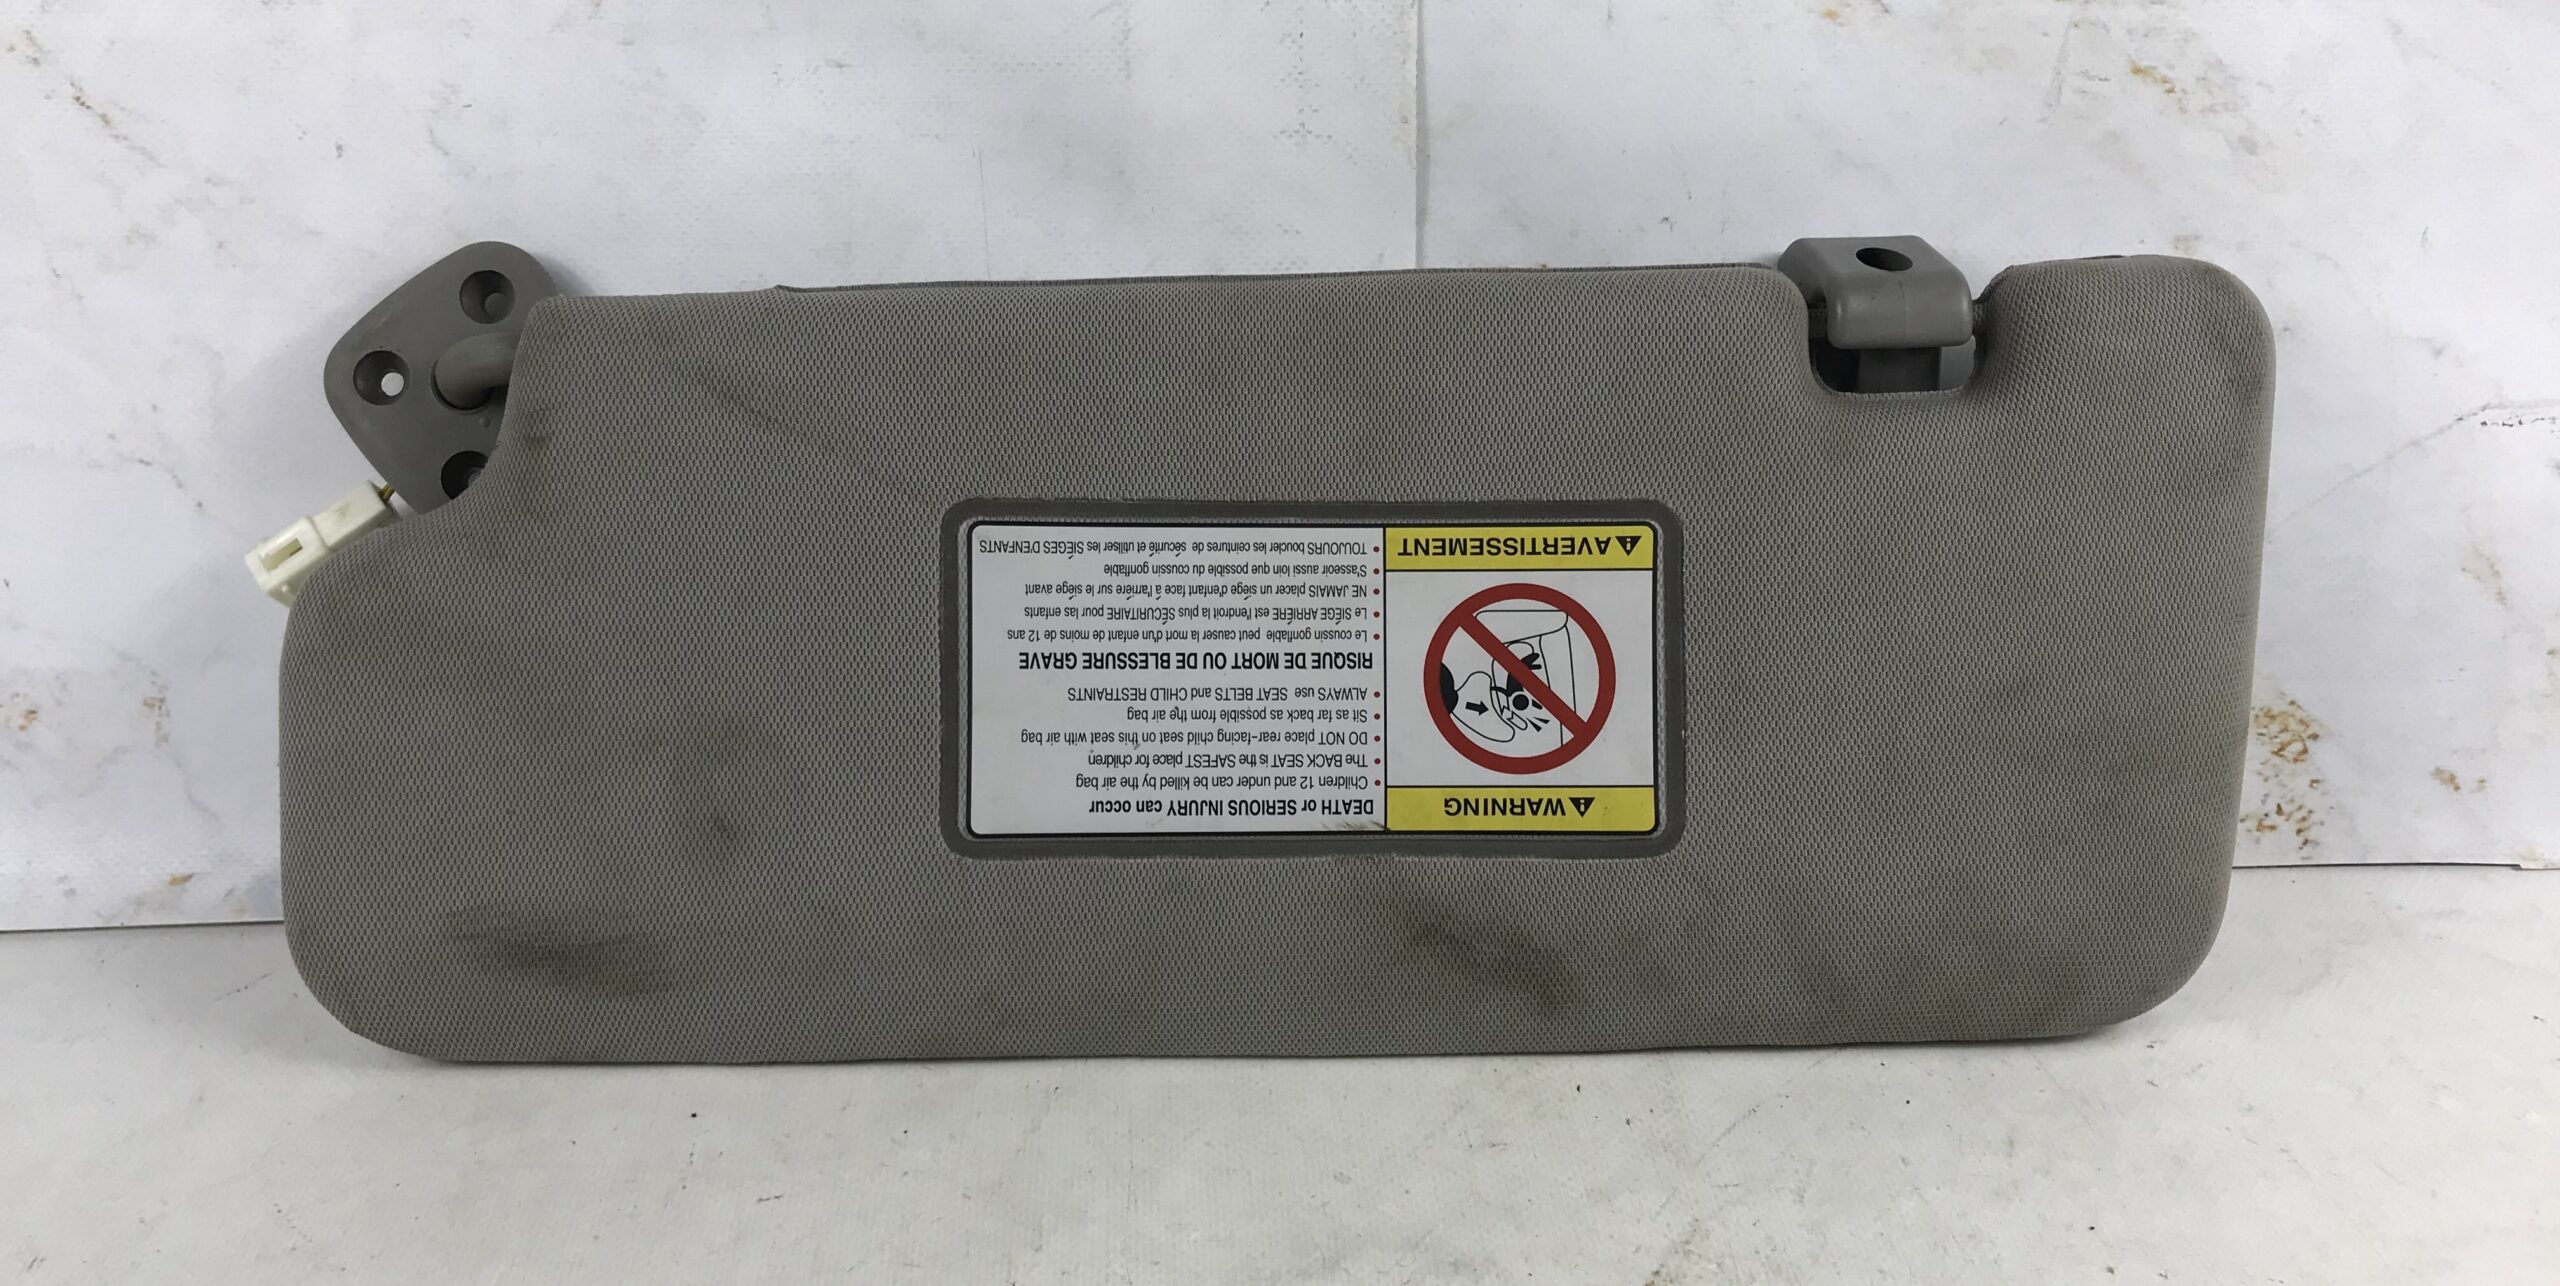 ⚠WARNING
DEATH or SERIOUS INJURY can occur
• Children 12 and under can be killed by the air bag
• The BACK SEAT is the SAFEST place for children
• DO NOT place rear-facing child seat on this seat with air bag
• Sit as far back as possible from the air bag
• ALWAYS use SEAT BELTS and CHILD RESTRAINTS
RISQUE DE MORT OU DE BLESSURE GRAVE
• Le coussin gonflable peut causer la mort d'un enfant de moins de 12 ans
• Le SIÈGE ARRIÈRE est l'endroit la plus SÉCURITAIRE pour las enfants
• NE JAMAIS placer un siège d'enfant face à l'arrière sur le siège avant
• S'asseoir aussi loin que possible du coussin gonflable
• TOUJOURS boucler les ceintures de sécurité et utiliser les SIÈGES D'ENFANTS
⚠AVERTISSEMENT